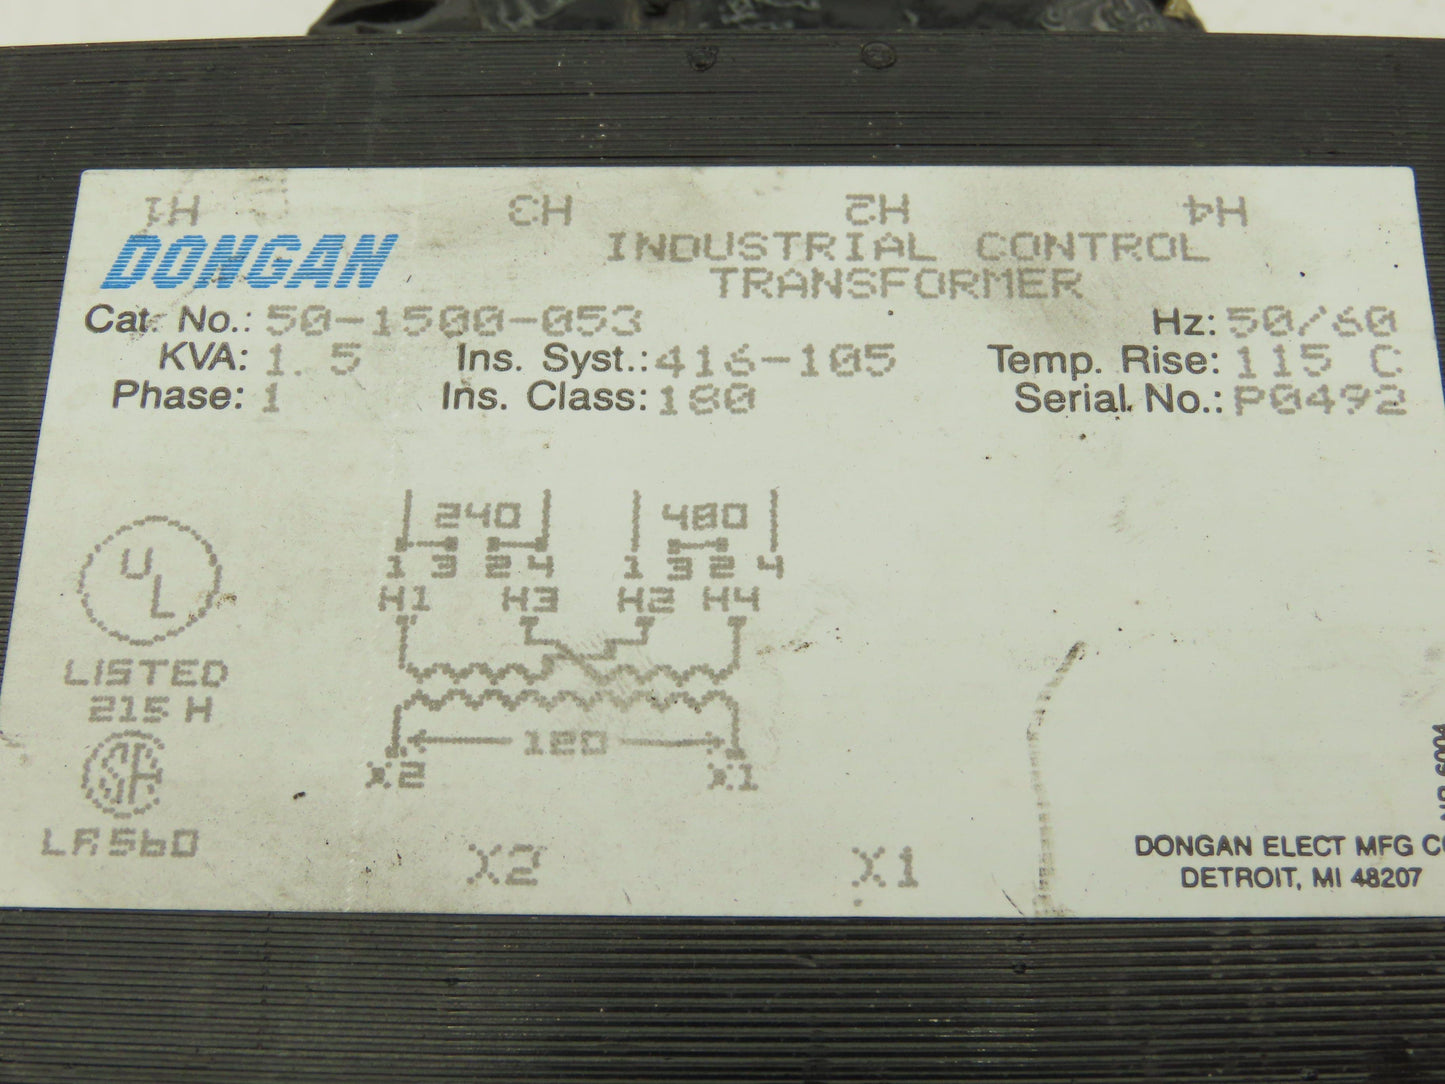 H1 H3 H2 H4
DONGAN
INDUSTRIAL CONTROL
TRANSFORMER
Cat. No.: 50-1500-053
Hz: 50/60
KVA: 1.5 Ins. Syst.: 416-105 Temp. Rise: 115 C
Phase: 1 Ins. Class: 180 Serial No.: P0492
240 480
1 3 2 4 1 3 2 4
H1 H3 H2 H4
UL
LISTED
215H
120
X2 X1
SA
LR560
X2 X1
DONGAN ELECT MFG
DETROIT, MI 48207
6004